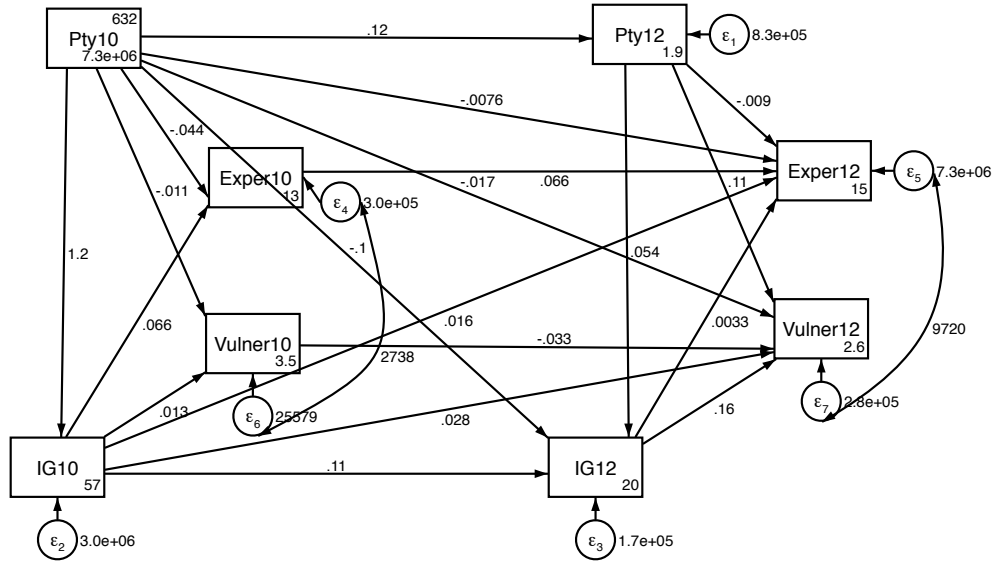 632
Pty10
7.3e+06
.12
Pty12
1.9
ε1
8.3e+05
-.0076
-.009
-.044
Exper10
13
ε4
3.0e+05
-.011
-.017
.066
.11
Exper12
15
ε5
7.3e+06
1.2
-.1
.054
.066
.016
.0033
Vulner10
3.5
2738
-.033
Vulner12
2.6
9720
.013
ε6
25579
.028
.16
ε7
2.8e+05
IG10
57
.11
IG12
20
ε2
3.0e+06
ε3
1.7e+05